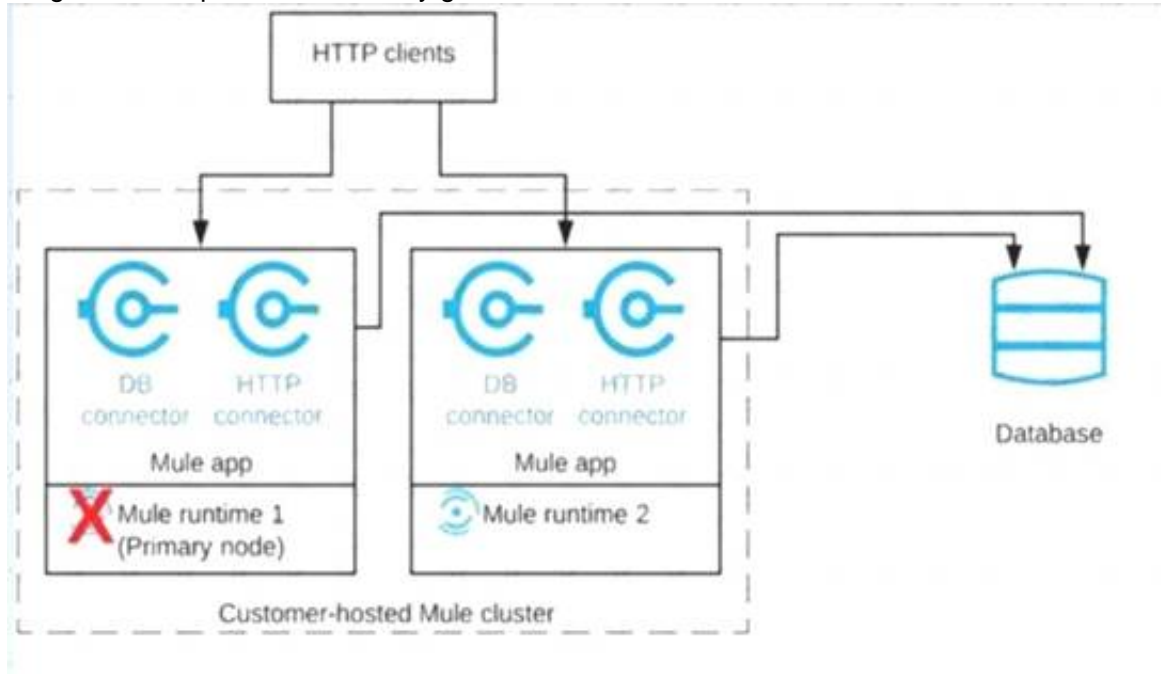 HTTP clients
DB
connector
HTTP
connector
Mule app
Mule runtime 1
(Primary node)
DB
connector
HTTP
connector
Mule app
Mule runtime 2
Database
Customer-hosted Mule cluster